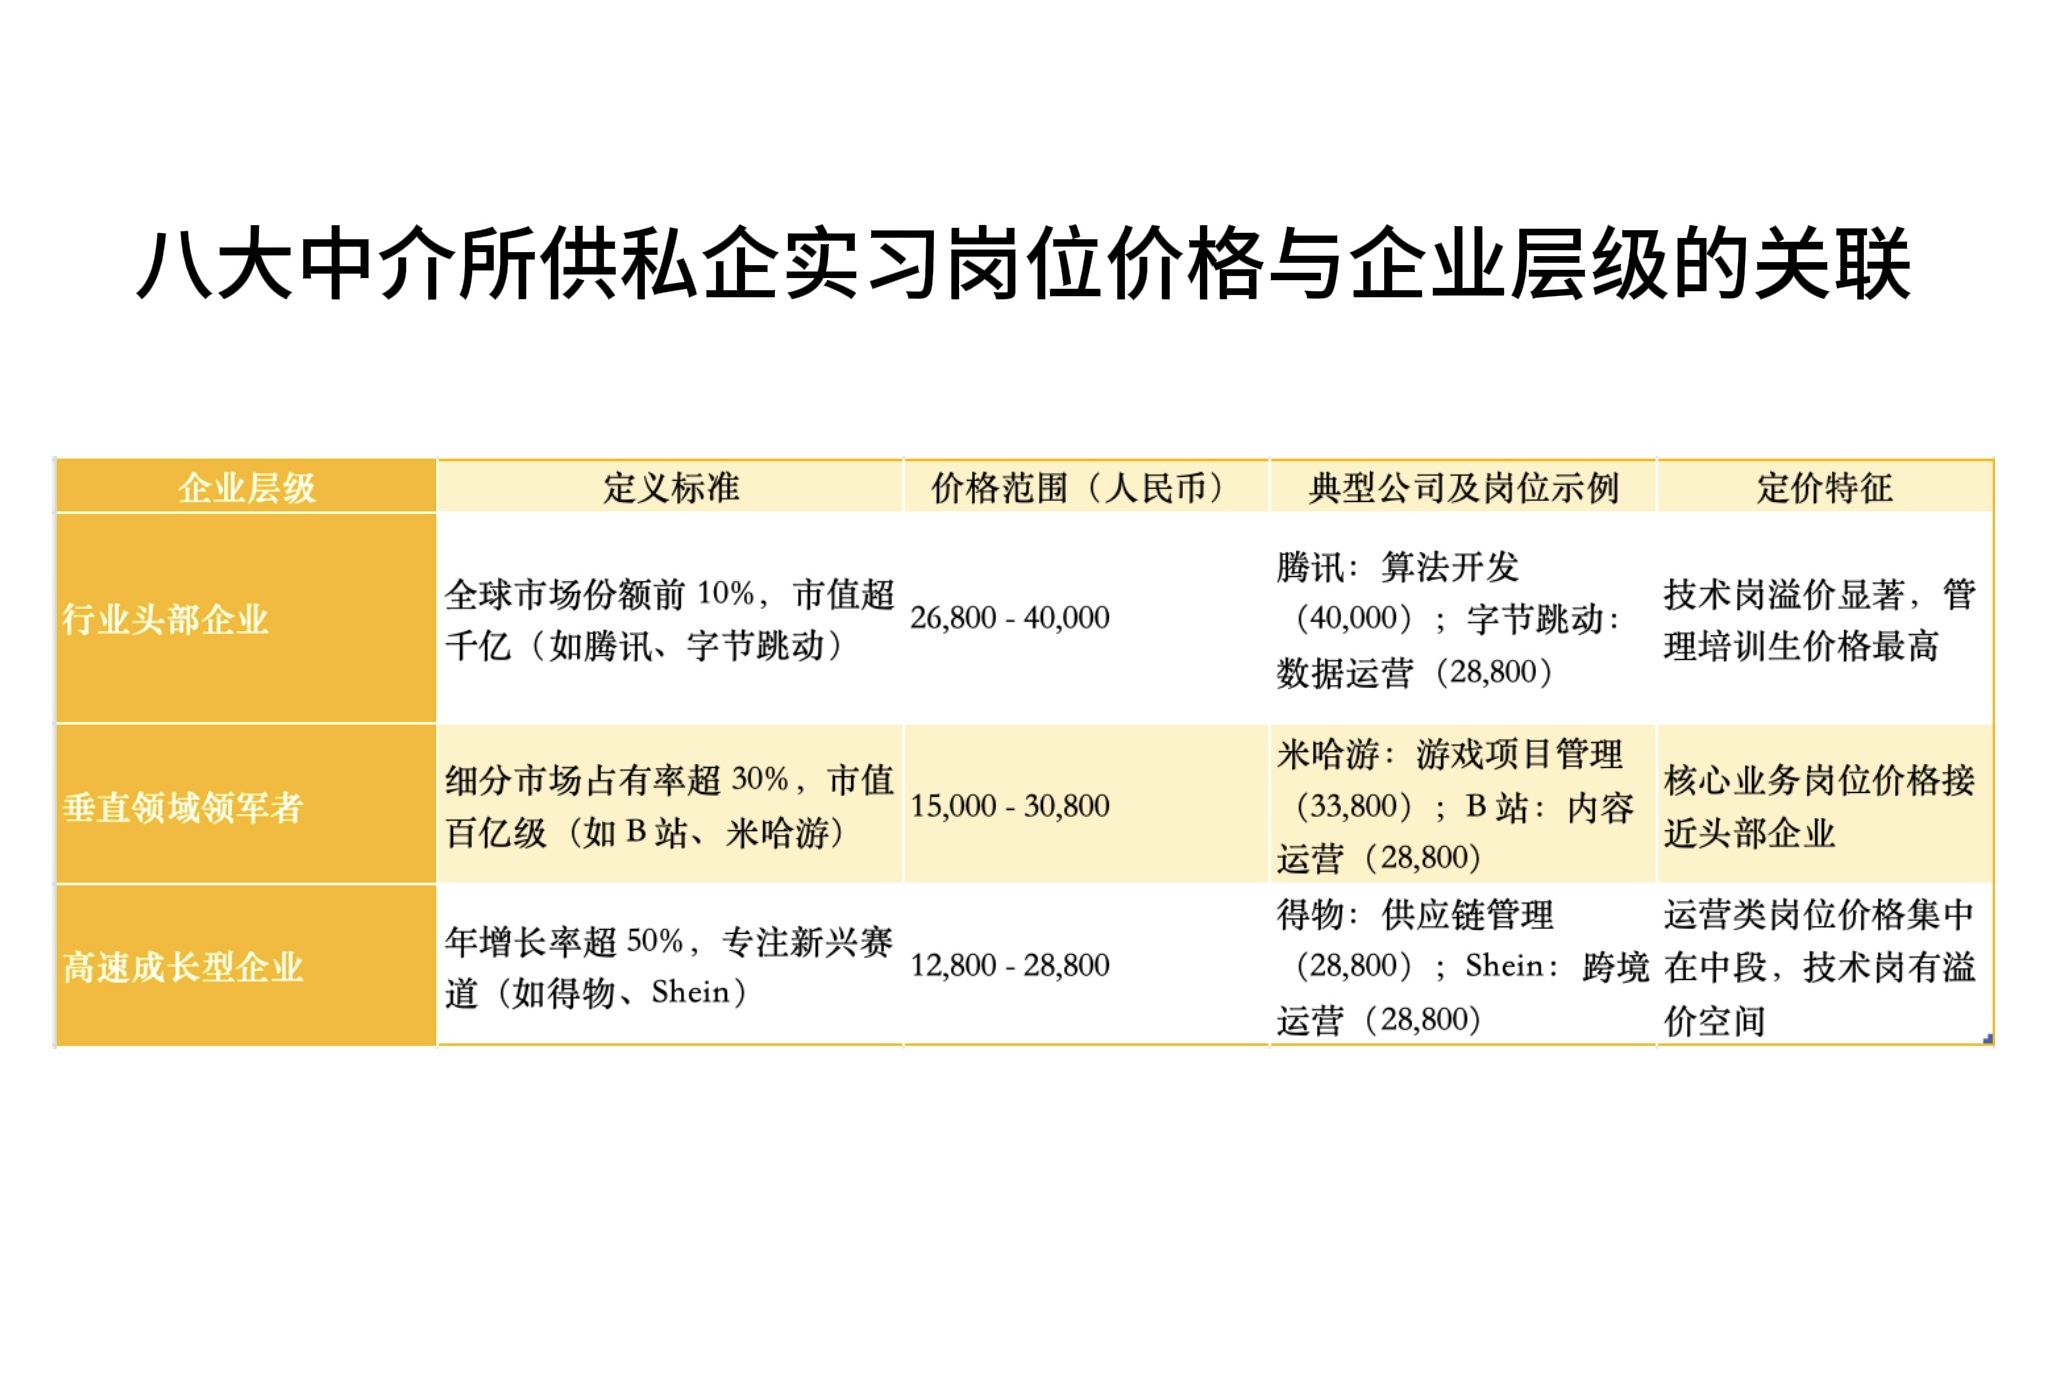 八大中介所供私企实习岗位价格与企业层级的关联
企业层级
定义标准
价格范围（人民币）
典型公司及岗位示例
定价特征
行业头部企业
全球市场份额前 10%，市值超
千亿（如腾讯、字节跳动）
26,800 - 40,000
腾讯：算法开发
（40,000）；字节跳动：
数据运营（28,800）
技术岗溢价显著，管
理培训生价格最高
垂直领域领军者
细分市场占有率超 30%，市值
百亿级（如 B 站、米哈游）
15,000 - 30,800
米哈游：游戏项目管理
（33,800）；B 站：内容
运营（28,800）
核心业务岗位价格接
近头部企业
高速成长型企业
年增长率超 50%，专注新兴赛
道（如得物、Shein）
12,800 - 28,800
得物：供应链管理
（28,800）；Shein：跨境
运营（28,800）
运营类岗位价格集中
在中段，技术岗有溢
价空间